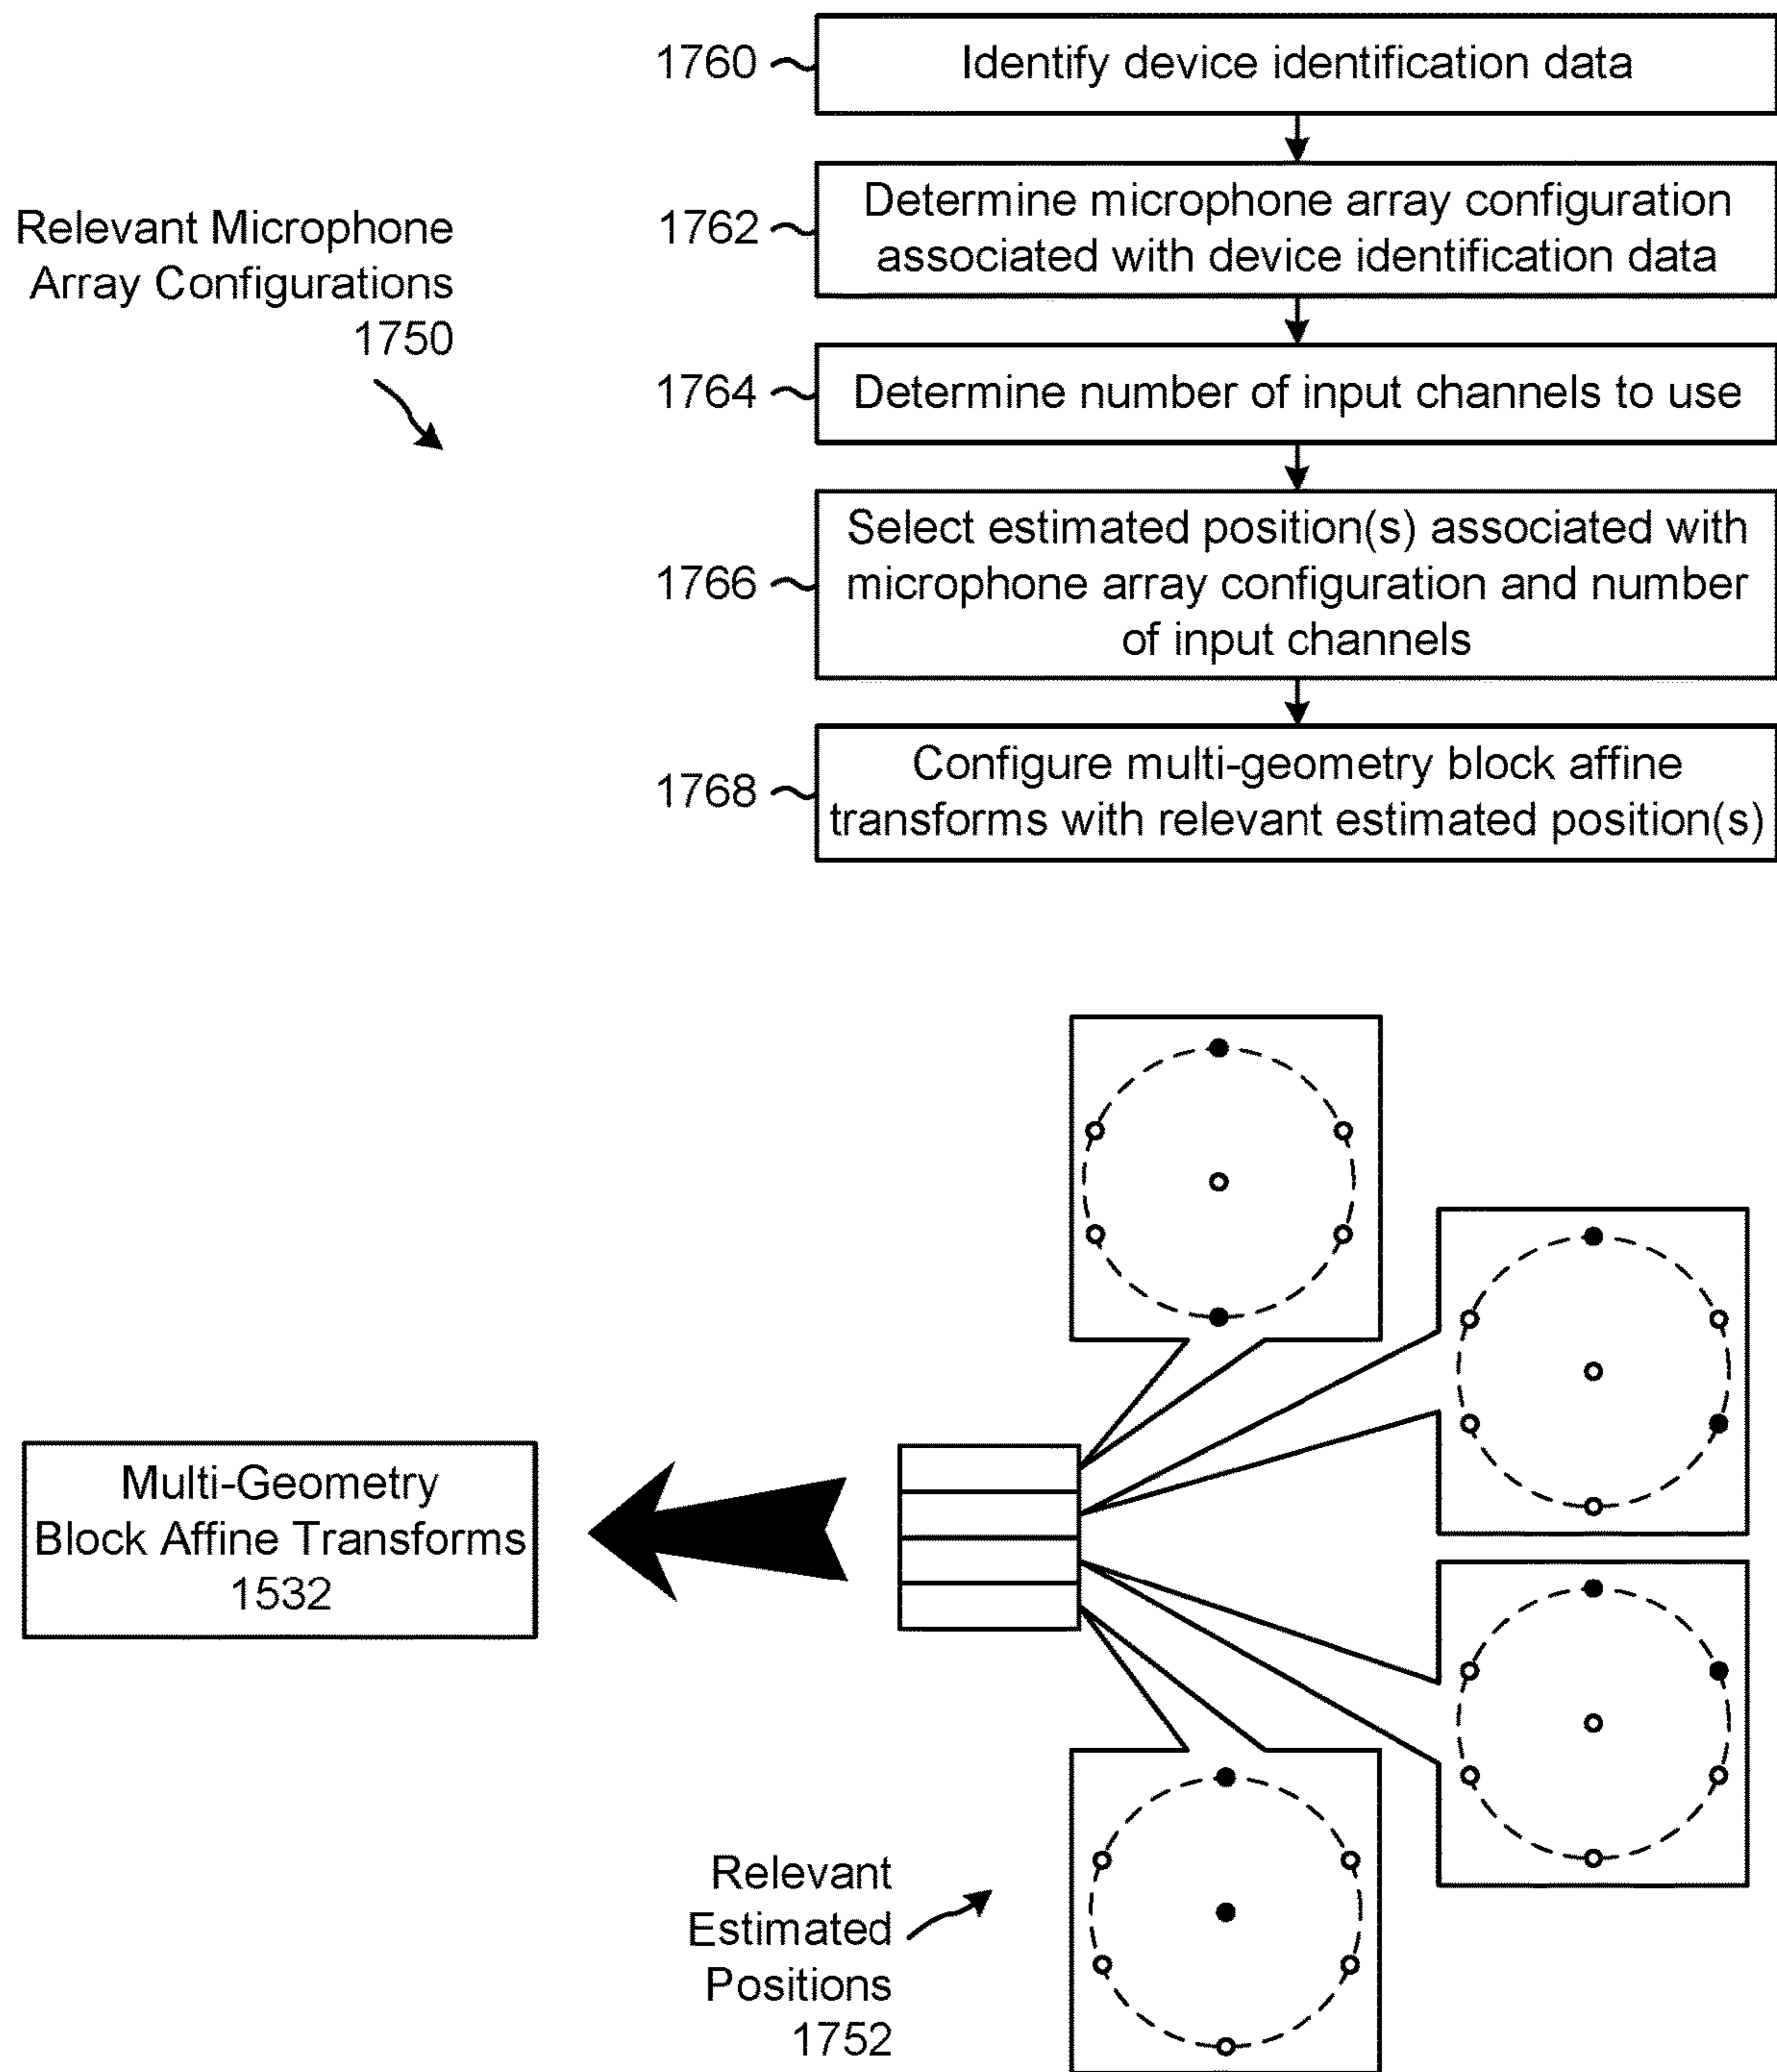 1760
Identify device identification data
Relevant Microphone
Array Configurations
1750
1762
Determine microphone array configuration
associated with device identification data
1764
Determine number of input channels to use
1766
Select estimated position(s) associated with
microphone array configuration and number
of input channels
1768
Configure multi-geometry block affine
transforms with relevant estimated position(s)
Multi-Geometry
Block Affine Transforms
1532
Relevant
Estimated
Positions
1752